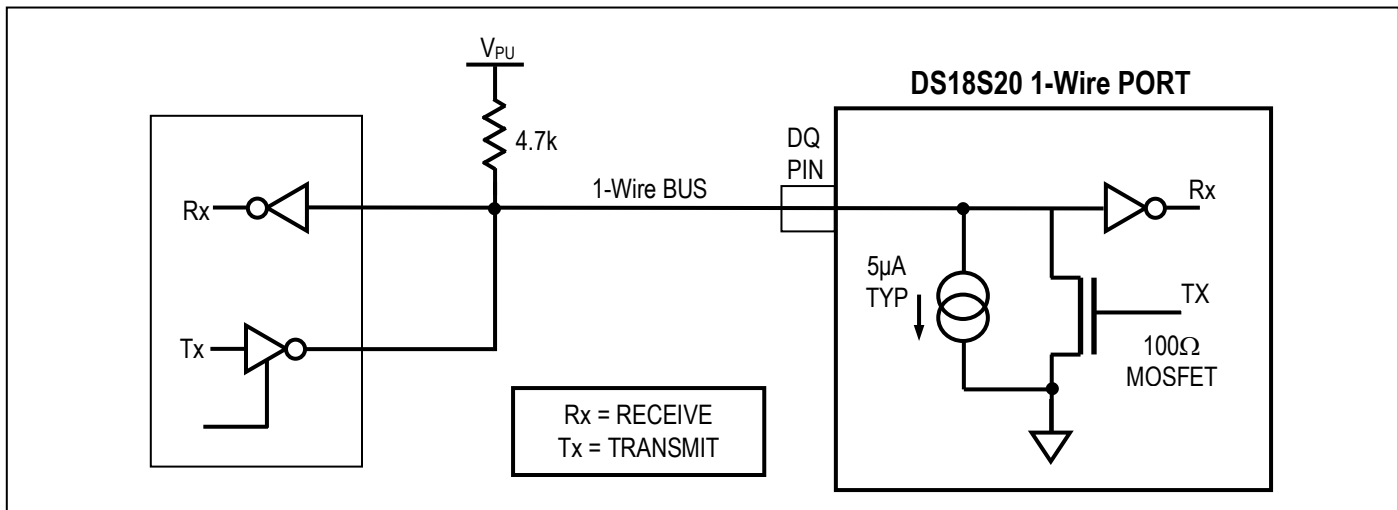 V_PU
4.7k
Rx
Tx
1-Wire BUS
DQ
PIN
DS18S20 1-Wire PORT
Rx
5µA
TYP
TX
100Ω
MOSFET
Rx = RECEIVE
Tx = TRANSMIT